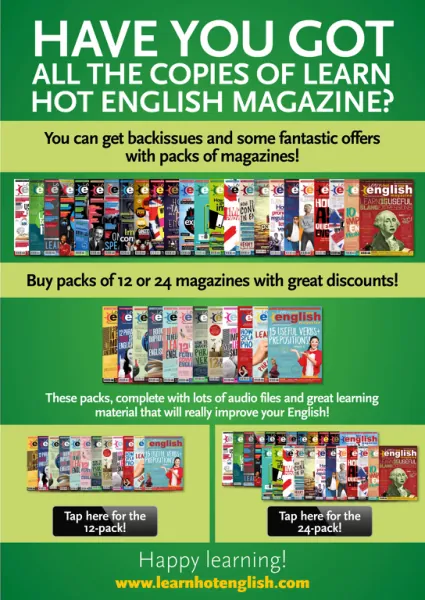 HAVE YOU GOT
ALL THE COPIES OF LEARN
HOT ENGLISH MAGAZINE?
You can get backissues and some fantastic offers
with packs of magazines!
english
Buy packs of 12 or 24 magazines with great discounts!
english
15 USEFUL VERBS+
PREPOSITIONS
These packs, complete with lots of audio files and great learning
material that will really improve your English!
english
english
Tap here for the
12-pack!
Tap here for the
24-pack!
Happy learning!
www.learnhotenglish.com